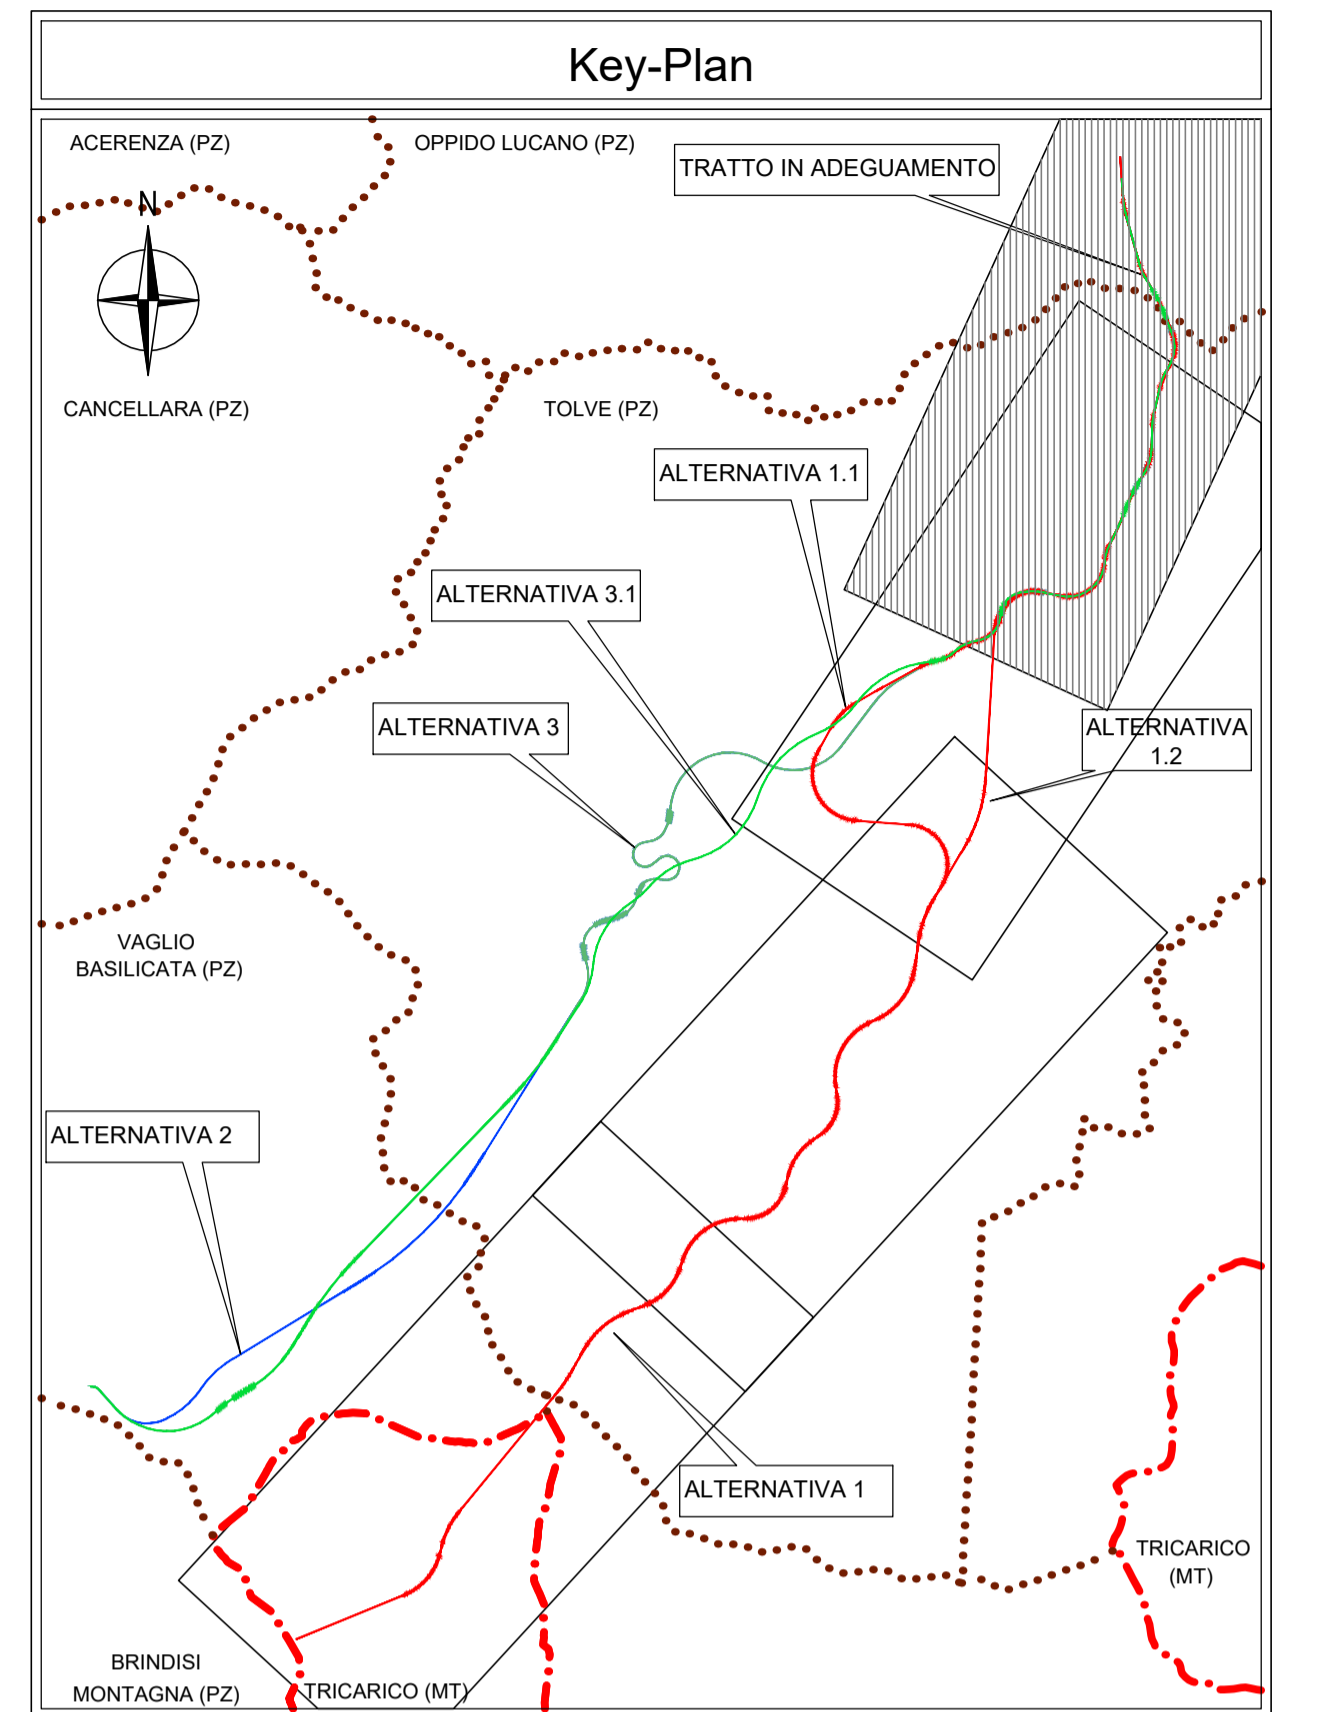 Key-Plan
ACERENZA (PZ)
OPPIDO LUCANO (PZ)
TRATTO IN ADEGUAMENTO
N
CANCELLARA (PZ)
TOLVE (PZ)
ALTERNATIVA 1.1
ALTERNATIVA 3.1
ALTERNATIVA 3
ALTERNATIVA
1.2
VAGLIO
BASILICATA (PZ)
ALTERNATIVA 2
ALTERNATIVA 1
TRICARICO
(MT)
BRINDISI
MONTAGNA (PZ)
TRICARICO (MT)